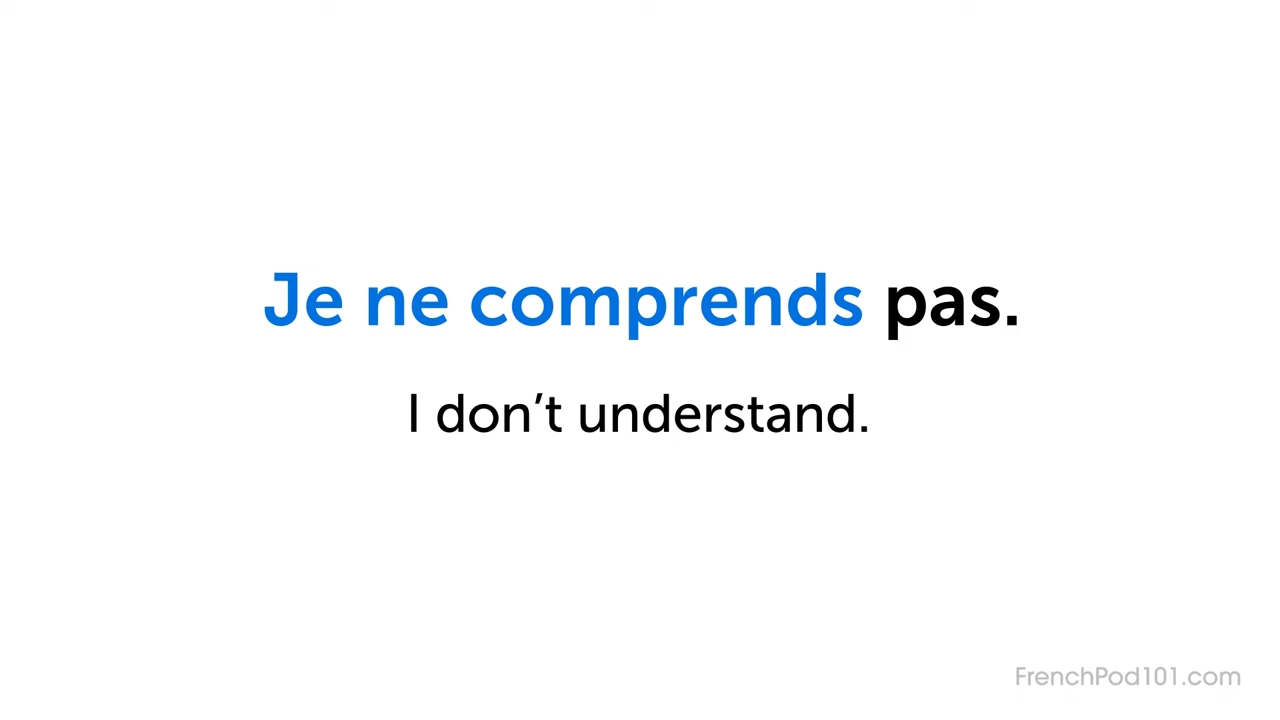 Je ne comprends pas.
I don’t understand.
FrenchPod101.com